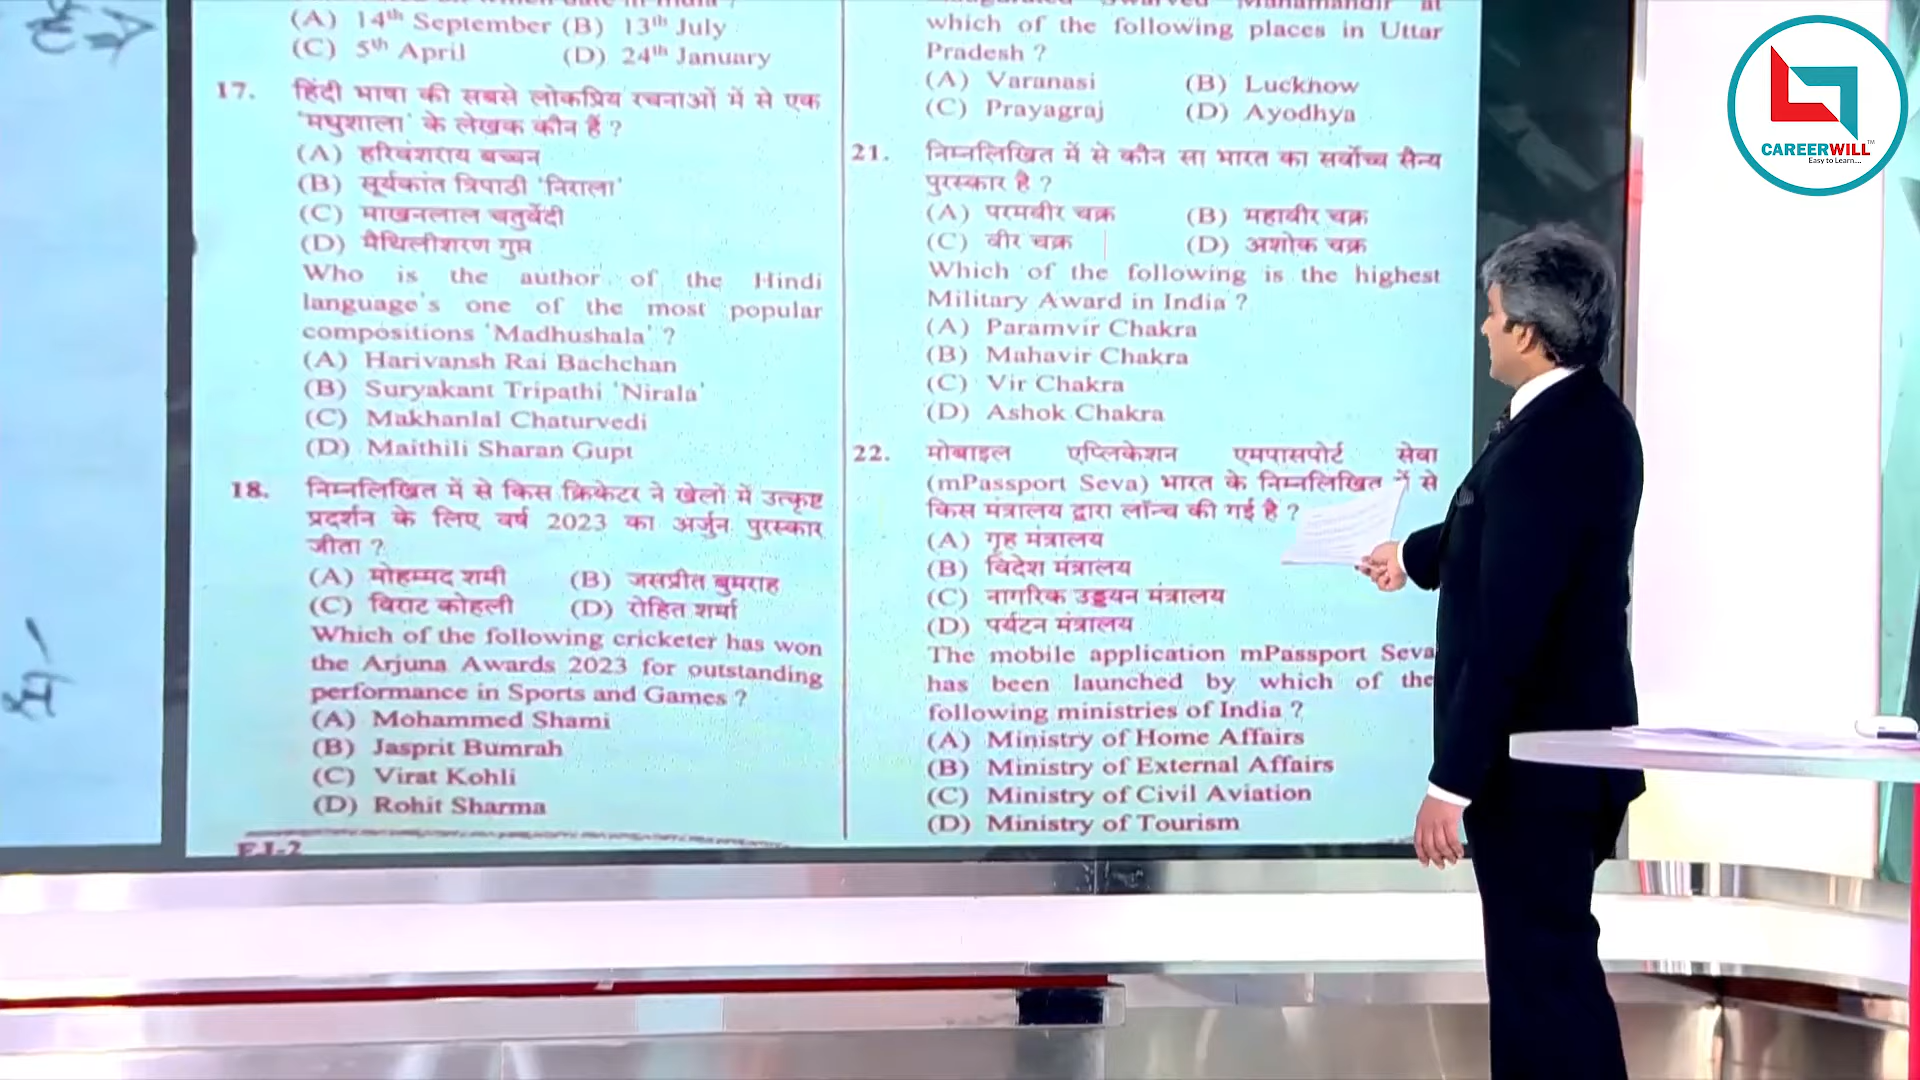 (A) 14th September (B) 13th July
(C) 5th April (D) 24th January
17. हिंदी भाषा की सबसे लोकप्रिय रचनाओं में से एक
'मधुशाला' के लेखक कौन हैं ?
(A) हरिवंशराय बच्चन
(B) सूर्यकांत त्रिपाठी 'निराला'
(C) माखनलाल चतुर्वेदी
(D) मैथिलीशरण गुप्त
Who is the author of the Hindi
language's one of the most popular
compositions 'Madhushala' ?
(A) Harivansh Rai Bachchan
(B) Suryakant Tripathi 'Nirala'
(C) Makhanlal Chaturvedi
(D) Maithili Sharan Gupt
18. निम्नलिखित में से किस क्रिकेटर ने खेलों में उत्कृष्ट
प्रदर्शन के लिए वर्ष 2023 का अर्जुन पुरस्कार
जीता ?
(A) मोहम्मद शमी (B) जसप्रीत बुमराह
(C) विराट कोहली (D) रोहित शर्मा
Which of the following cricketer has won
the Arjuna Awards 2023 for outstanding
performance in Sports and Games ?
(A) Mohammed Shami
(B) Jasprit Bumrah
(C) Virat Kohli
(D) Rohit Sharma
EJ-2
at
which of the following places in Uttar
Pradesh ?
(A) Varanasi (B) Lucknow
(C) Prayagraj (D) Ayodhya
21. निम्नलिखित में से कौन सा भारत का सर्वोच्च सैन्य
पुरस्कार है ?
(A) परमवीर चक्र (B) महावीर चक्र
(C) वीर चक्र (D) अशोक चक्र
Which of the following is the highest
Military Award in India ?
(A) Paramvir Chakra
(B) Mahavir Chakra
(C) Vir Chakra
(D) Ashok Chakra
22. मोबाइल एप्लिकेशन एमपासपोर्ट सेवा
(mPassport Seva) भारत के निम्नलिखित में से
किस मंत्रालय द्वारा लॉन्च की गई है ?
(A) गृह मंत्रालय
(B) विदेश मंत्रालय
(C) नागरिक उड्डयन मंत्रालय
(D) पर्यटन मंत्रालय
The mobile application mPassport Seva
has been launched by which of the
following ministries of India ?
(A) Ministry of Home Affairs
(B) Ministry of External Affairs
(C) Ministry of Civil Aviation
(D) Ministry of Tourism
CAREERWILL™
Easy to Learn....